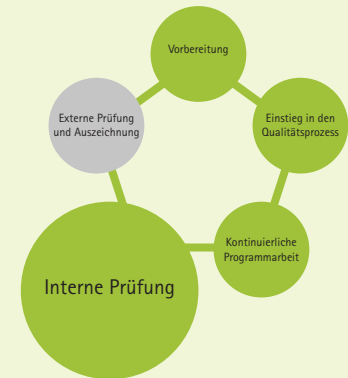 Vorbereitung
Externe Prüfung
und Auszeichnung
Einstieg in den
Qualitätsprozess
Kontinuierliche
Programmarbeit
Interne Prüfung